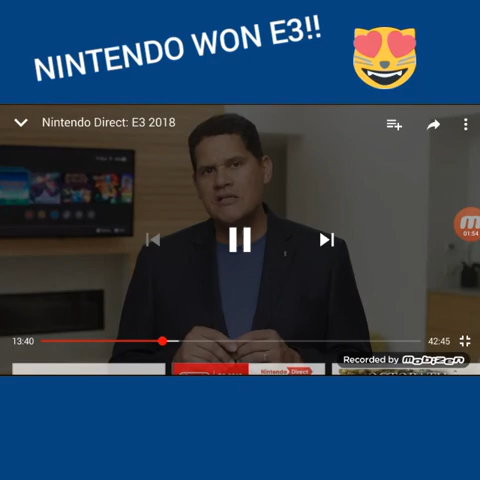 NINTENDO WON E3!!
Nintendo Direct: E3 2018
01:54
13:40
42:45
Recorded by mobizen
Nintendo Direct